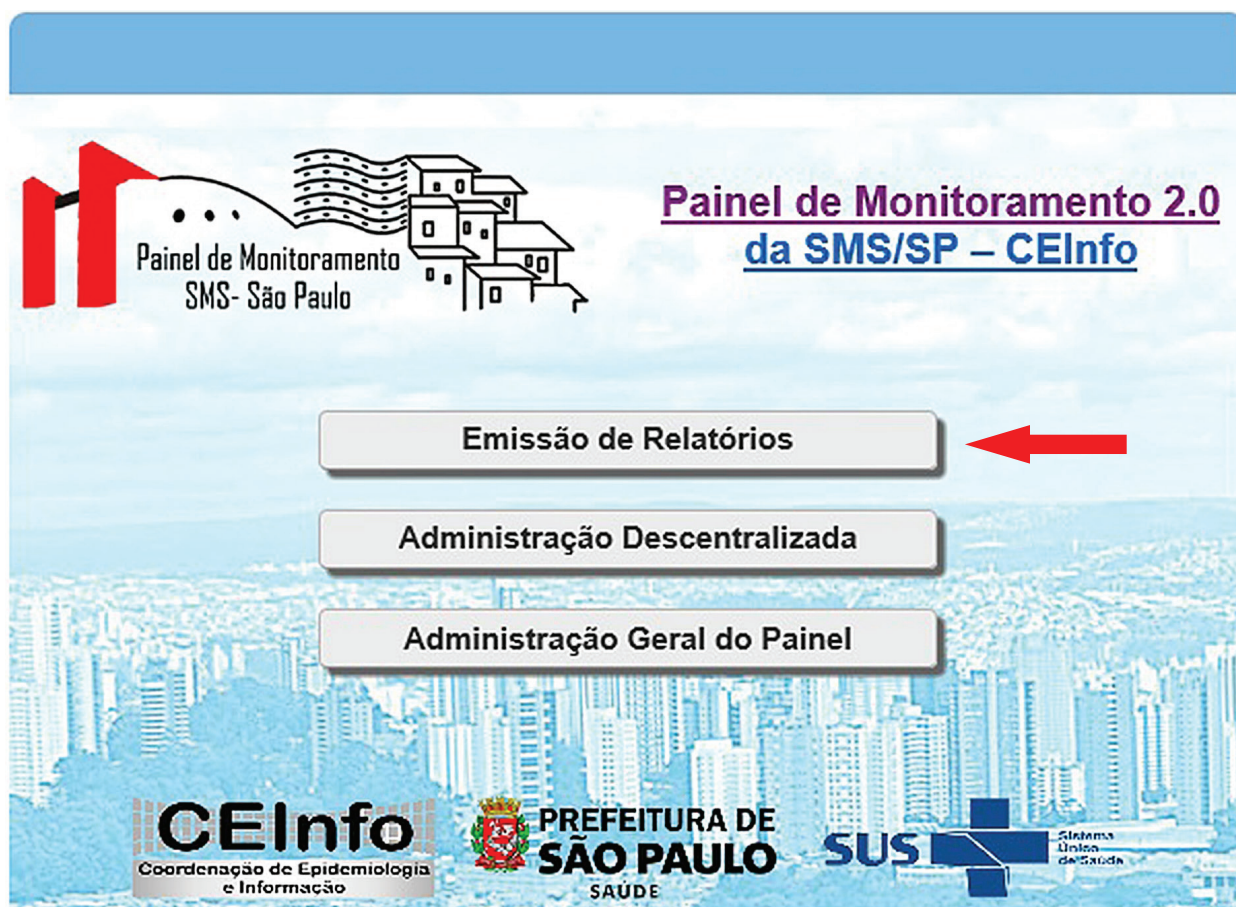 Painel de Monitoramento
SMS- São Paulo
Painel de Monitoramento 2.0
da SMS/SP – CEInfo
Emissão de Relatórios
Administração Descentralizada
Administração Geral do Painel
CEInfo
Coordenação de Epidemiologia
e Informação
PREFEITURA DE
SÃO PAULO
SAÚDE
SUS
Sistema
Único
de Saúde